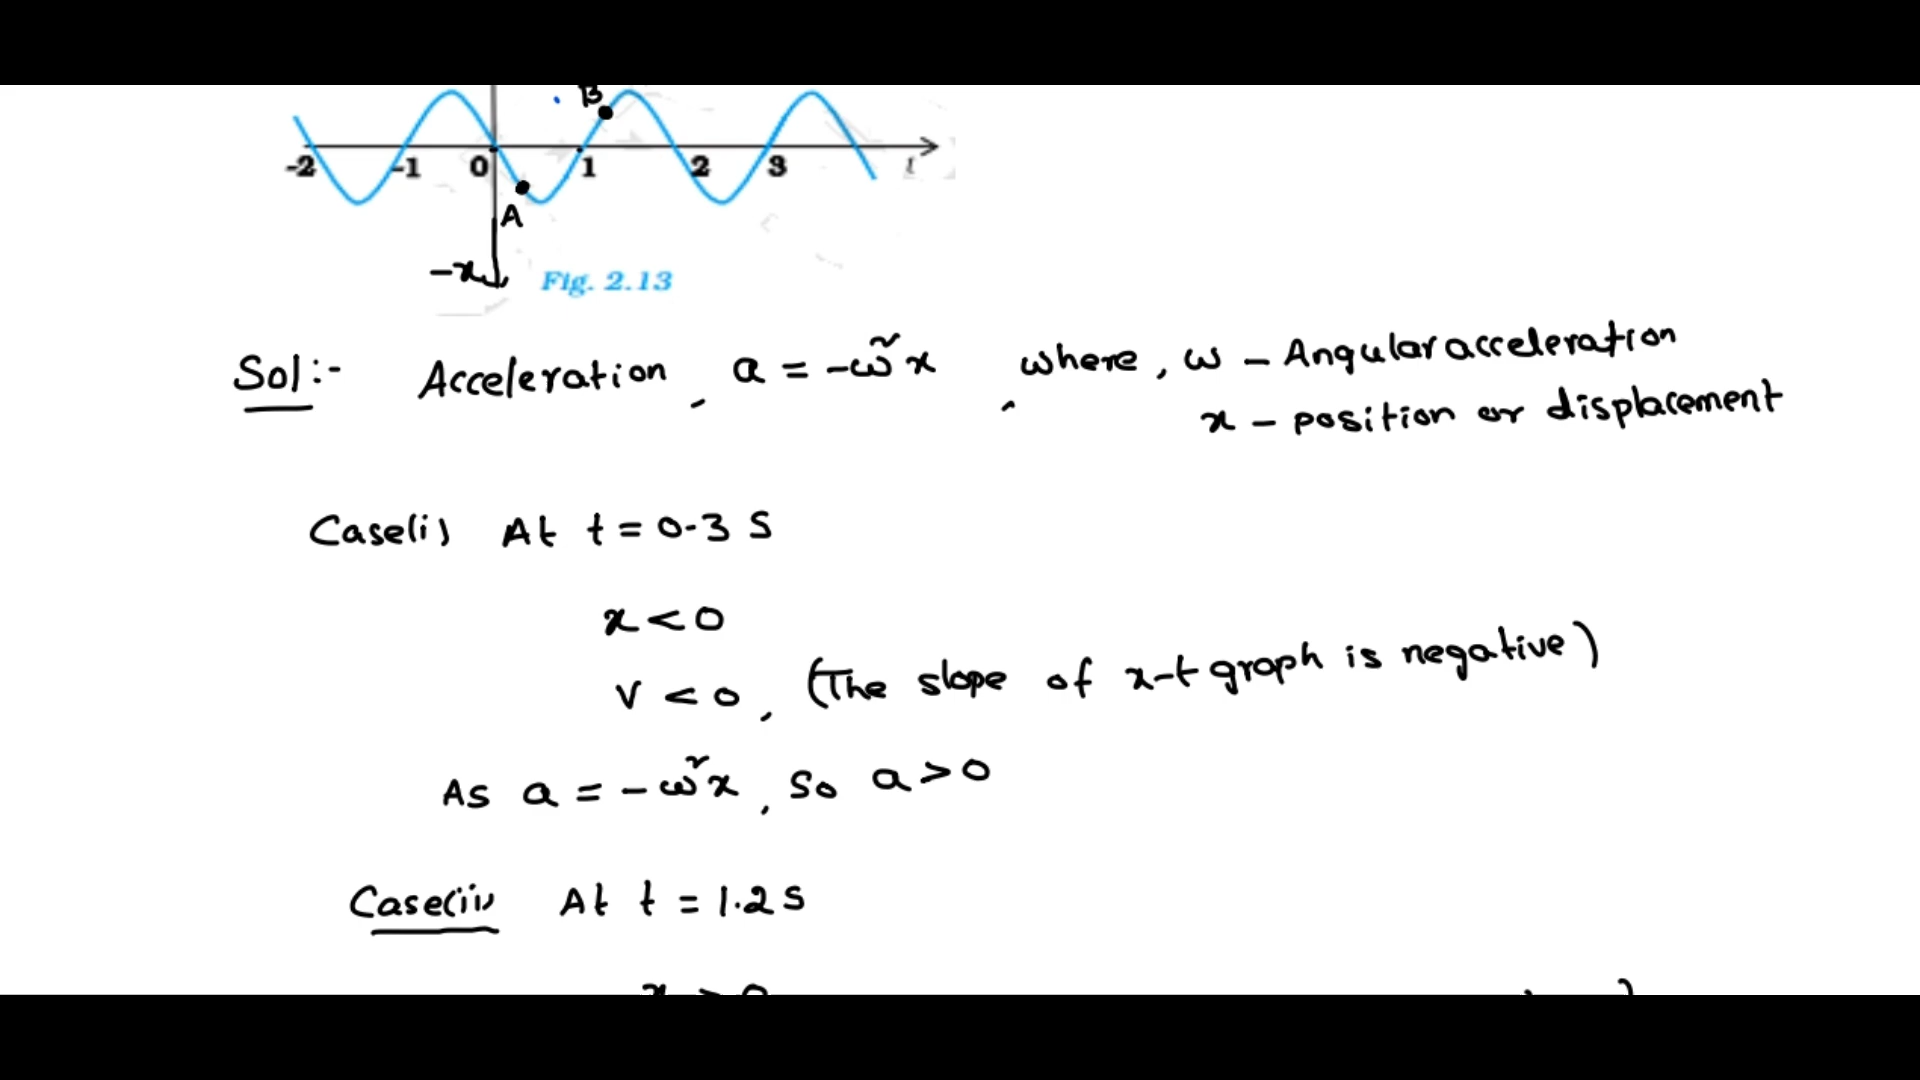 B
-2 -1 0 1 2 3 t
A
-x
Fig. 2.13
Sol:- Acceleration, a = -ω²x, where, ω - Angular acceleration
x - position or displacement
Case(i) At t = 0.3 S
x < 0
v < 0, (The slope of x-t graph is negative)
As a = -ω²x, So a > 0
Case(ii) At t = 1.2 S
x > 0